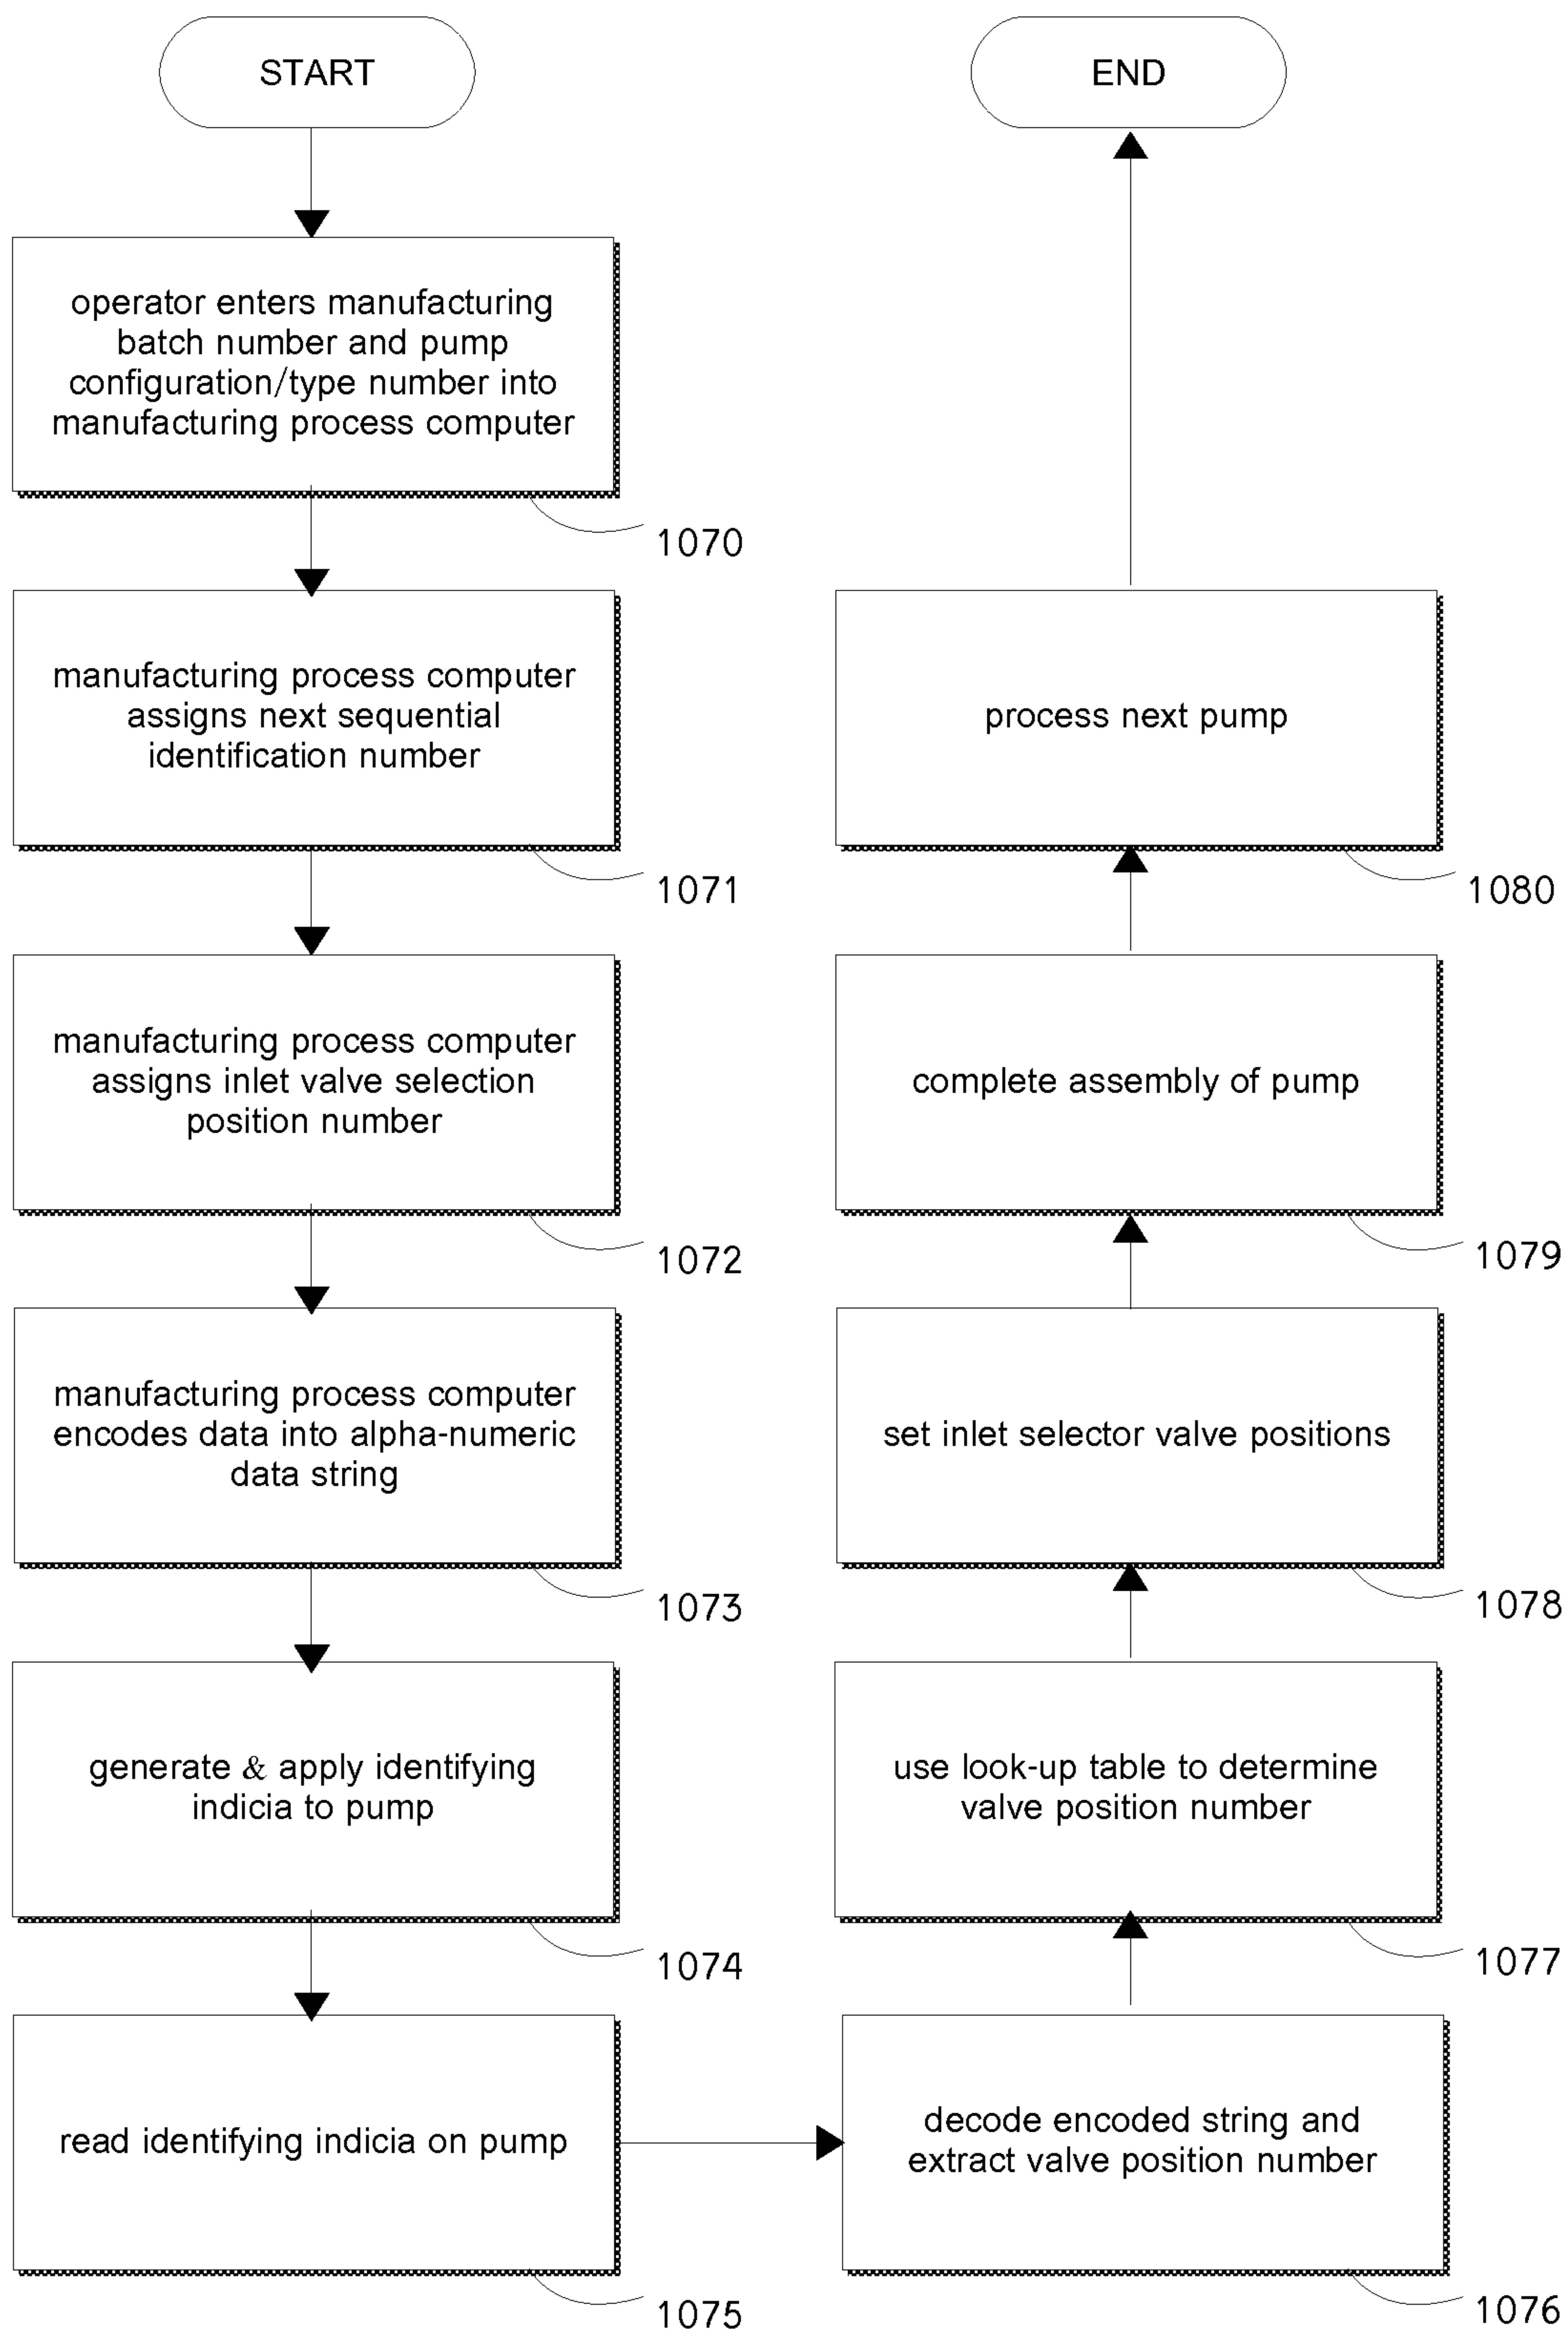 START
operator enters manufacturing
batch number and pump
configuration/type number into
manufacturing process computer
1070
manufacturing process computer
assigns next sequential
identification number
1071
manufacturing process computer
assigns inlet valve selection
position number
1072
manufacturing process computer
encodes data into alpha-numeric
data string
1073
generate & apply identifying
indicia to pump
1074
read identifying indicia on pump
1075
decode encoded string and
extract valve position number
1076
use look-up table to determine
valve position number
1077
set inlet selector valve positions
1078
complete assembly of pump
1079
process next pump
1080
END